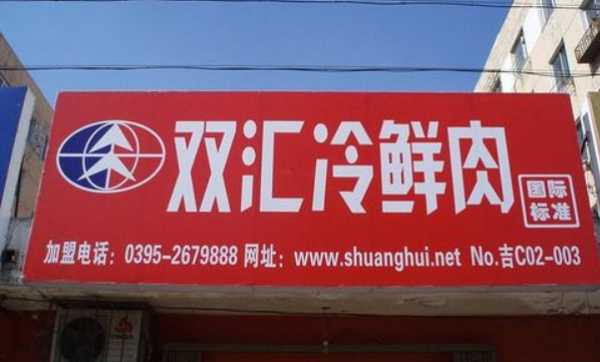 双汇冷鲜肉
国际
标准
加盟电话：0395-2679888 网址：www.shuanghui.net No.吉C02-003